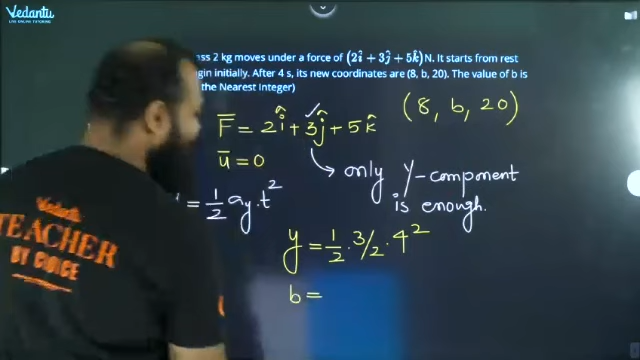 Vedantu
ss 2 kg moves under a force of (2î + 3ĵ + 5k̂)N. It starts from rest
gin initially. After 4 s, its new coordinates are (8, b, 20). The value of b is
the Nearest Integer)
(8, b, 20)
F̅ = 2î + 3ĵ + 5k̂
u̅ = 0
only y-component
is enough.
= 1/2 a_y · t²
y = 1/2 · 3/2 · 4²
b =
Vedantu
TEACHER
BY CHOICE